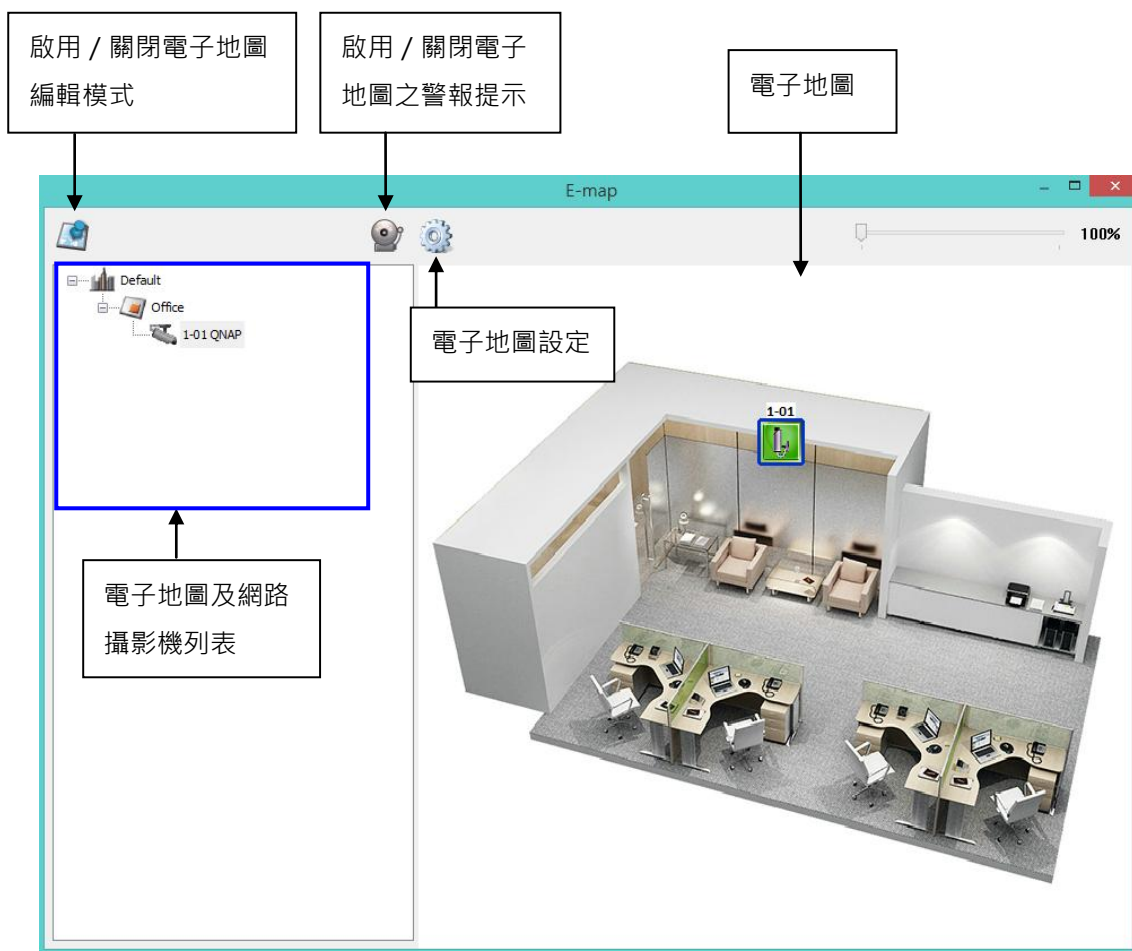 啟用 / 關閉電子地圖
編輯模式
啟用 / 關閉電子
地圖之警報提示
電子地圖
E-map
100%
Default
Office
1-01 QNAP
電子地圖設定
1-01
電子地圖及網路
攝影機列表